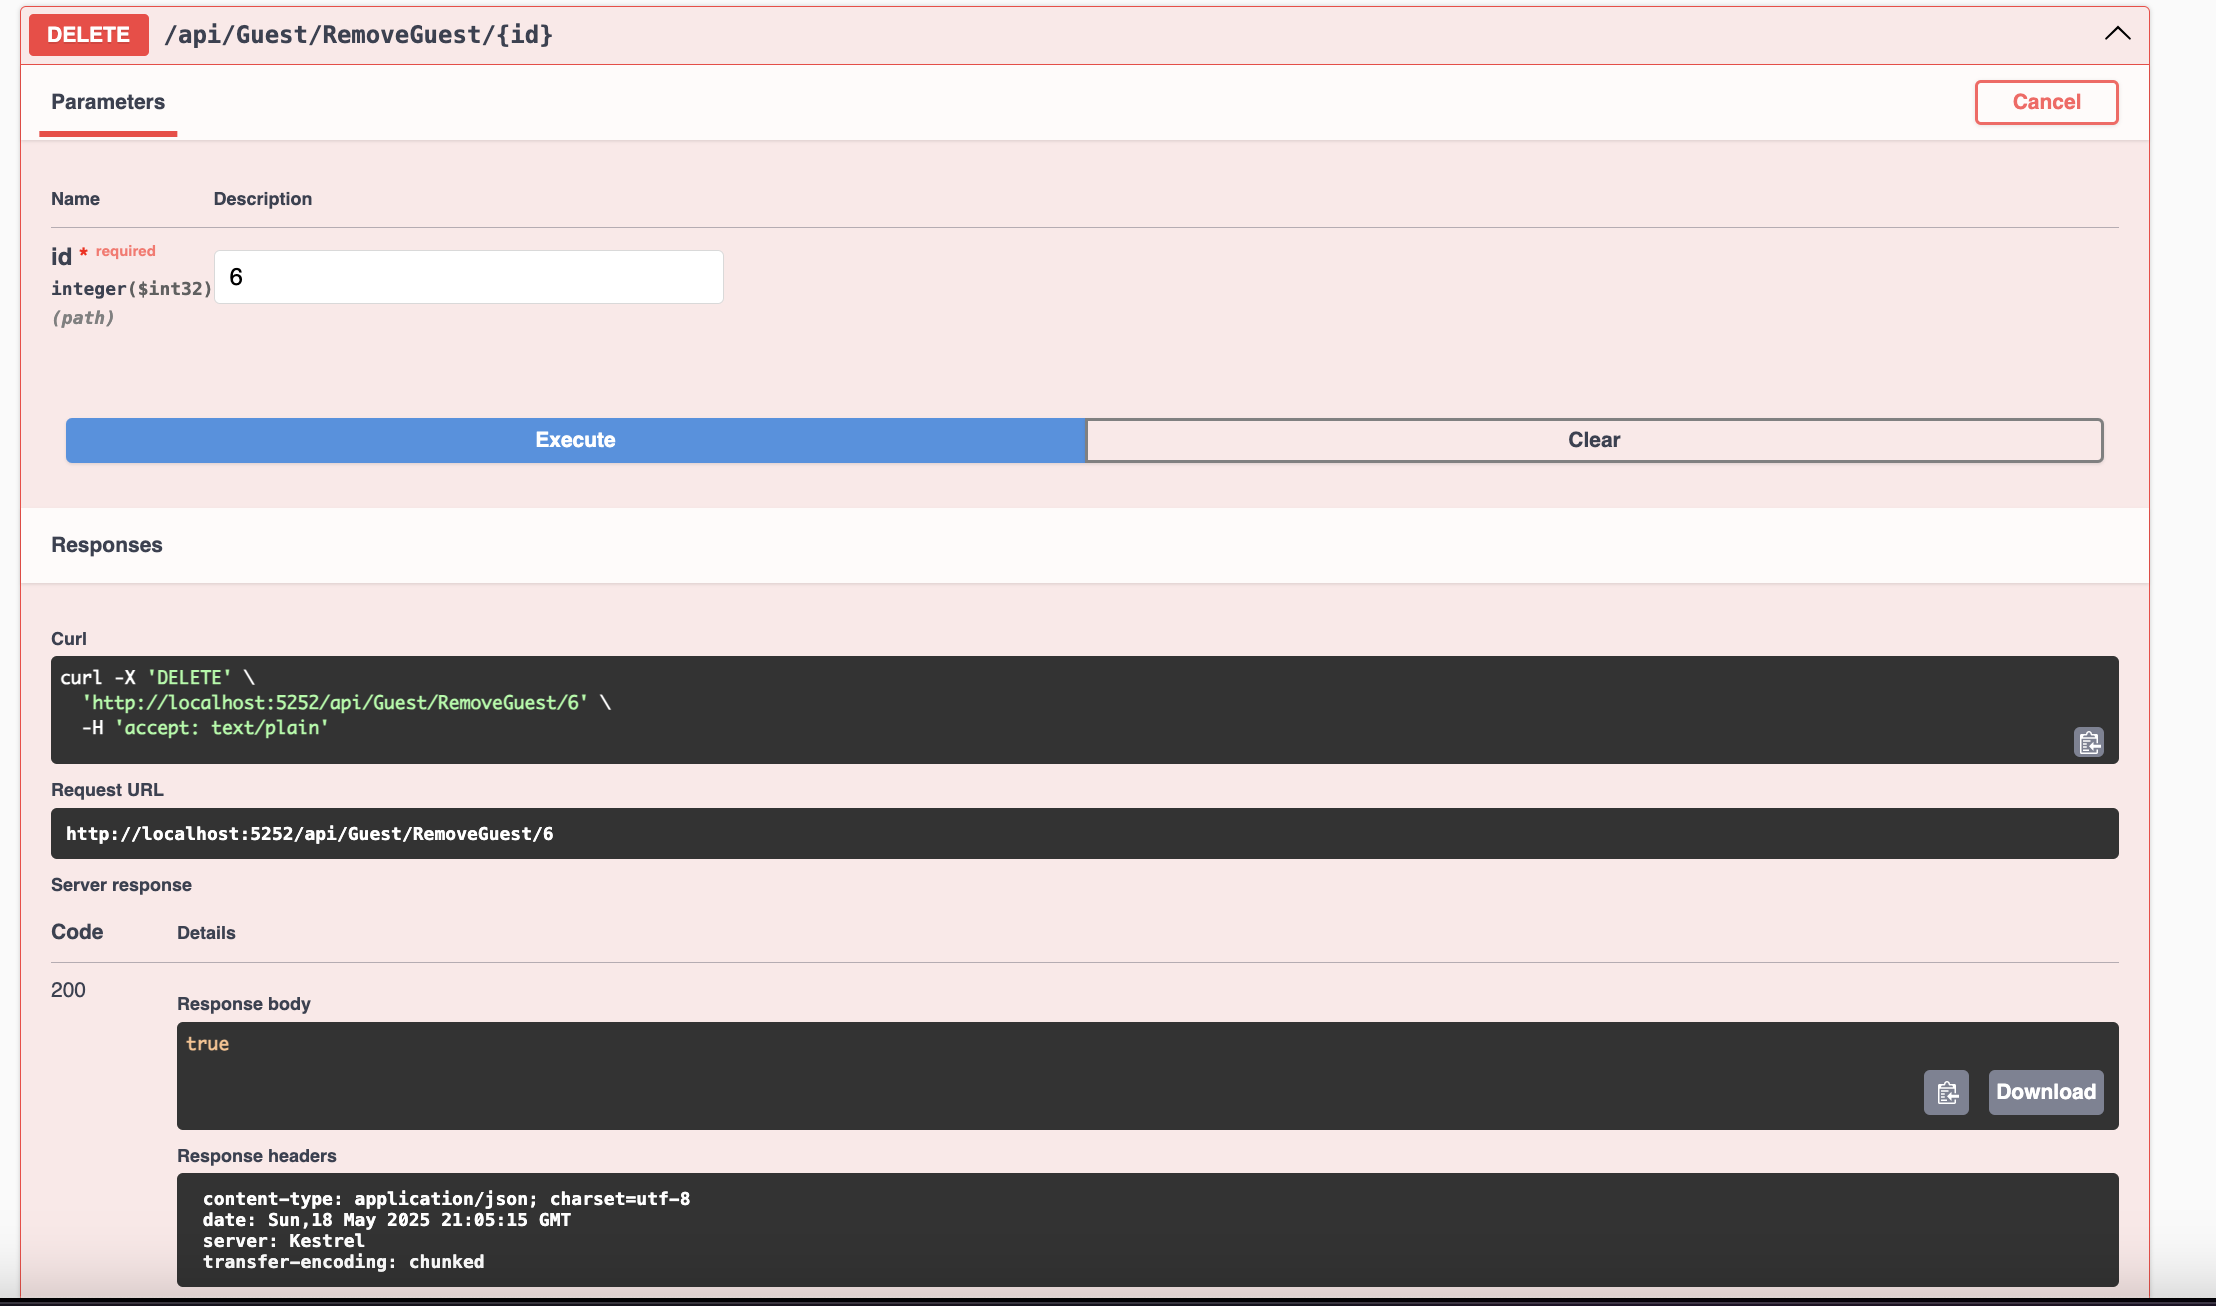 DELETE /api/Guest/RemoveGuest/{id}
Parameters
Cancel
Name Description
id * required
integer($int32)
(path)
6
Execute
Clear
Responses
Curl
curl -X 'DELETE' \
'http://localhost:5252/api/Guest/RemoveGuest/6' \
-H 'accept: text/plain'
Request URL
http://localhost:5252/api/Guest/RemoveGuest/6
Server response
Code Details
200
Response body
true
Download
Response headers
content-type: application/json; charset=utf-8
date: Sun,18 May 2025 21:05:15 GMT
server: Kestrel
transfer-encoding: chunked